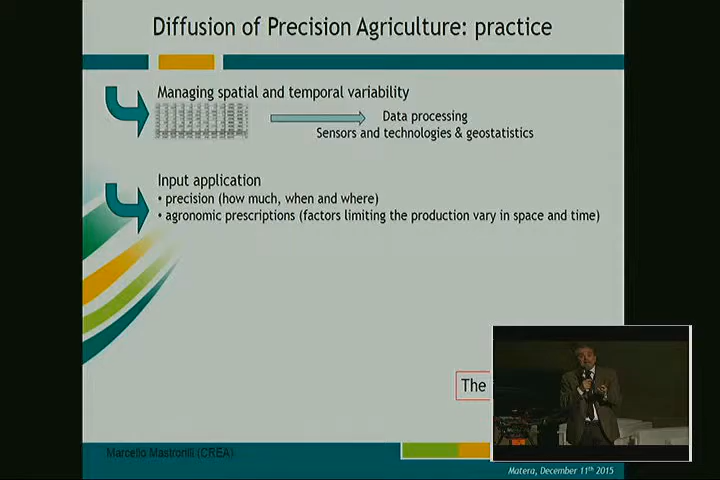 Diffusion of Precision Agriculture: practice
Managing spatial and temporal variability
Data processing
Sensors and technologies & geostatistics
Input application
• precision (how much, when and where)
• agronomic prescriptions (factors limiting the production vary in space and time)
The
Marcello Mastrorilli (CREA)
Matera, December 11th 2015